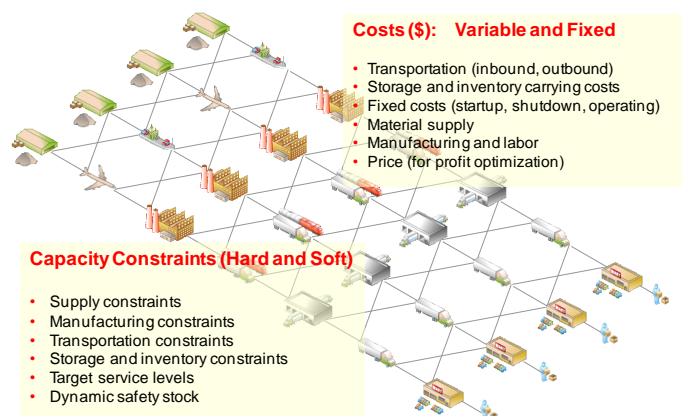 Costs ($): Variable and Fixed
• Transportation (inbound, outbound)
• Storage and inventory carrying costs
• Fixed costs (startup, shutdown, operating)
• Material supply
• Manufacturing and labor
• Price (for profit optimization)
Capacity Constraints (Hard and Soft)
• Supply constraints
• Manufacturing constraints
• Transportation constraints
• Storage and inventory constraints
• Target service levels
• Dynamic safety stock